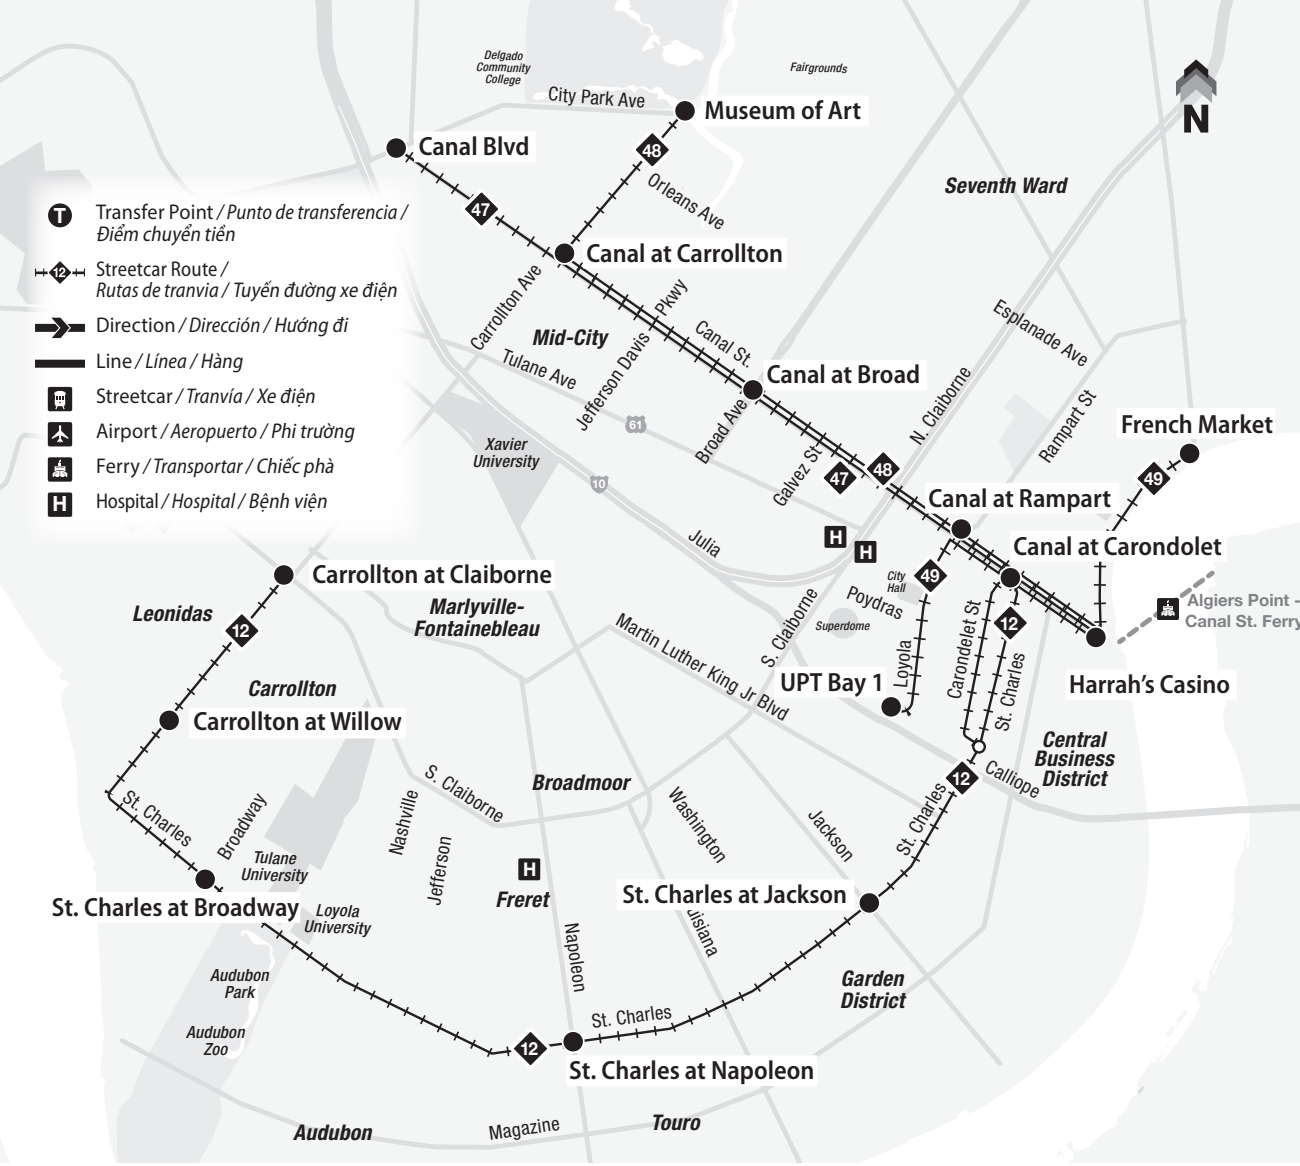 Delgado
Community
College
Fairgrounds
City Park Ave
Museum of Art
N
Canal Blvd
48
Orleans Ave
Seventh Ward
47
T
Transfer Point / Punto de transferencia /
Điểm chuyển tiền
12
Streetcar Route /
Rutas de tranvia / Tuyến đường xe điện
Direction / Dirección / Hướng đi
Line / Línea / Hàng
Streetcar / Tranvía / Xe điện
Airport / Aeropuerto / Phi trường
Ferry / Transportar / Chiếc phà
H
Hospital / Hospital / Bệnh viện
Canal at Carrollton
Carrollton Ave
Jefferson Davis Pkwy
Mid-City
Canal St.
Tulane Ave
Esplanade Ave
Canal at Broad
61
Broad Ave
N. Claiborne
Rampart St
Xavier
University
10
French Market
49
Galvez St
47
48
Canal at Rampart
Julia
H
H
Canal at Carondolet
City
Hall
49
Poydras
Superdome
Algiers Point -
Canal St. Ferry
Carrollton at Claiborne
Leonidas
12
Marlyville-
Fontainebleau
Martin Luther King Jr Blvd
S. Claiborne
Carondelet St
12
St. Charles
Loyola
UPT Bay 1
Harrah's Casino
Carrollton
Carrollton at Willow
Central
Business
District
Calliope
12
St. Charles
S. Claiborne
Broadmoor
Nashville
Jefferson
Washington
Jackson
St. Charles
Broadway
Tulane
University
H
Freret
St. Charles at Jackson
St. Charles at Broadway
Loyola
University
Napoleon
uisiana
Audubon
Park
Garden
District
Audubon
Zoo
St. Charles
12
St. Charles at Napoleon
Audubon
Magazine
Touro